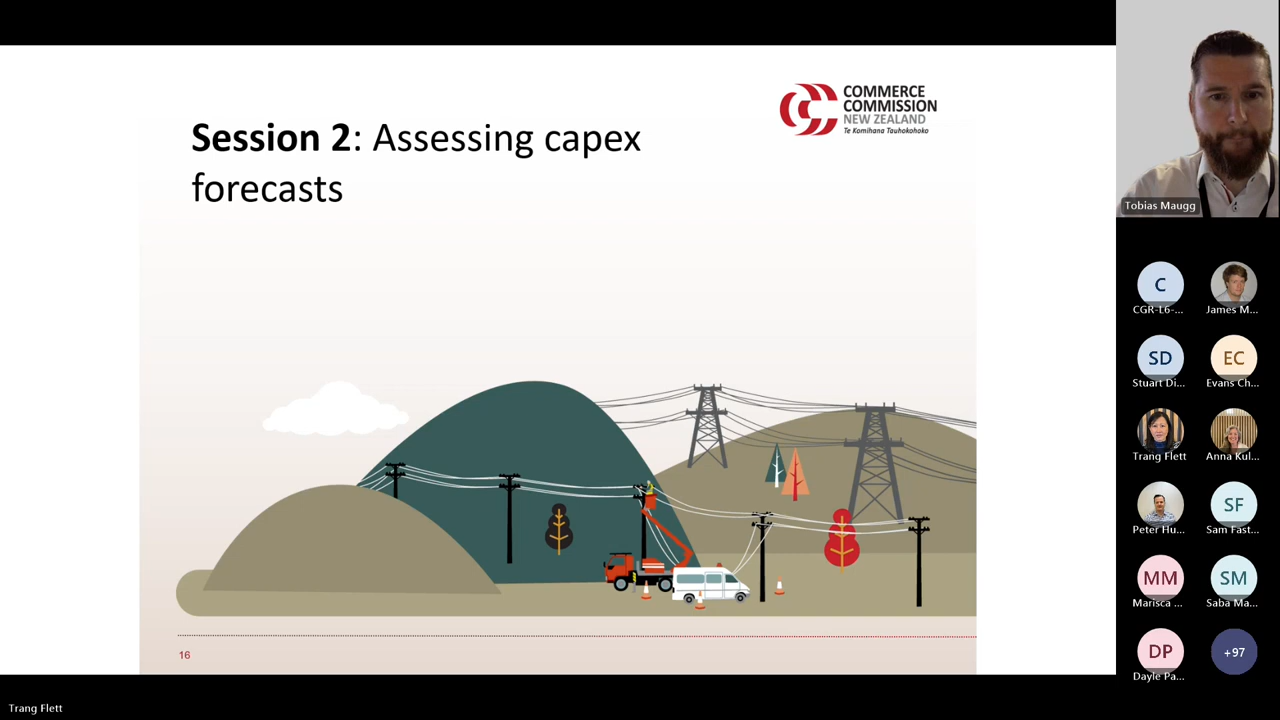 COMMERCE
COMMISSION
NEW ZEALAND
Te Komihana Tauhokohoko
Session 2: Assessing capex
forecasts
16
Trang Flett
Tobias Maugg
C
CGR-L6-...
James M...
SD
Stuart Di...
EC
Evans Ch...
Trang Flett
Anna Kul...
Peter Hu...
SF
Sam Fast...
MM
Marisca ...
SM
Saba Ma...
DP
Dayle Pa...
+97